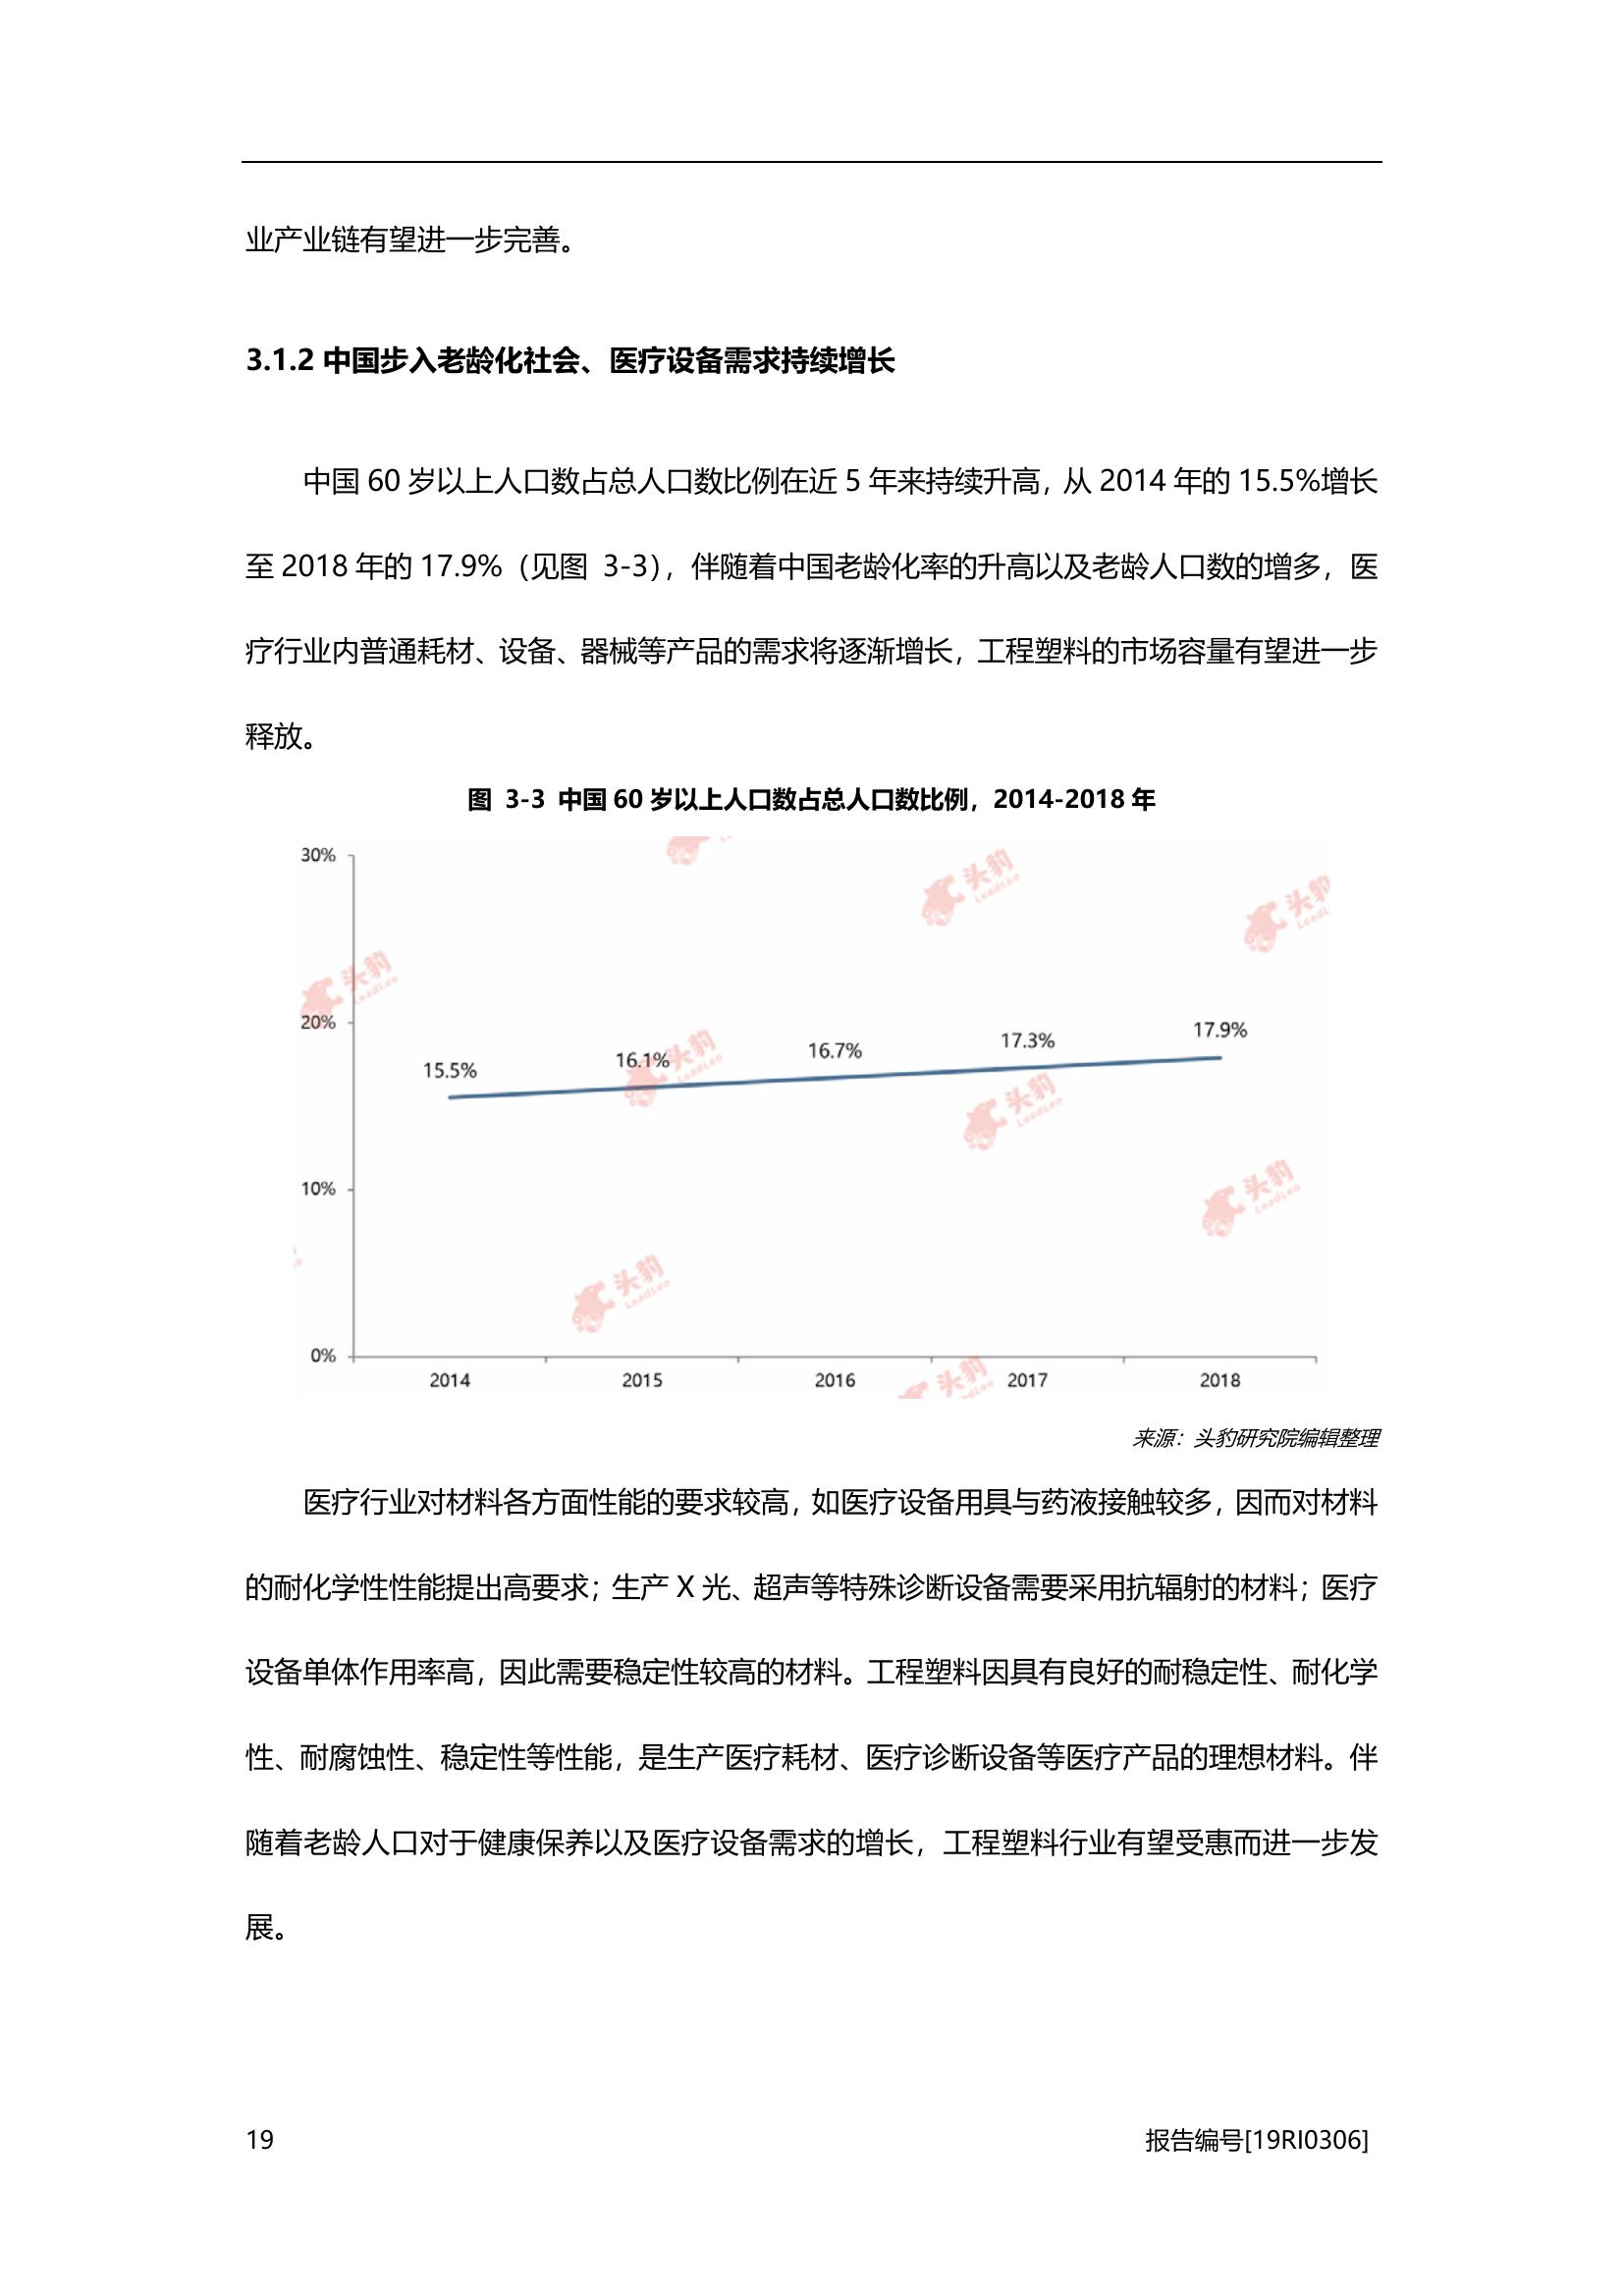 业产业链有望进一步完善。
3.1.2 中国步入老龄化社会、医疗设备需求持续增长
中国 60 岁以上人口数占总人口数比例在近 5 年来持续升高，从 2014 年的 15.5%增长
至 2018 年的 17.9%（见图 3-3），伴随着中国老龄化率的升高以及老龄人口数的增多，医
疗行业内普通耗材、设备、器械等产品的需求将逐渐增长，工程塑料的市场容量有望进一步
释放。
图 3-3 中国 60 岁以上人口数占总人口数比例，2014-2018 年
30%
头豹
LeadLeo
头豹
LeadL
头豹
LeadLeo
20%
15.5%
16.1%
16.7%
17.3%
17.9%
头豹
LeadLeo
头豹
LeadLeo
10%
头豹
LeadLeo
头豹
LeadLeo
0%
头豹
2014
2015
2016
2017
2018
来源：头豹研究院编辑整理
医疗行业对材料各方面性能的要求较高，如医疗设备用具与药液接触较多，因而对材料
的耐化学性性能提出高要求；生产 X 光、超声等特殊诊断设备需要采用抗辐射的材料；医疗
设备单体作用率高，因此需要稳定性较高的材料。工程塑料因具有良好的耐稳定性、耐化学
性、耐腐蚀性、稳定性等性能，是生产医疗耗材、医疗诊断设备等医疗产品的理想材料。伴
随着老龄人口对于健康保养以及医疗设备需求的增长，工程塑料行业有望受惠而进一步发
展。
19
报告编号[19RI0306]